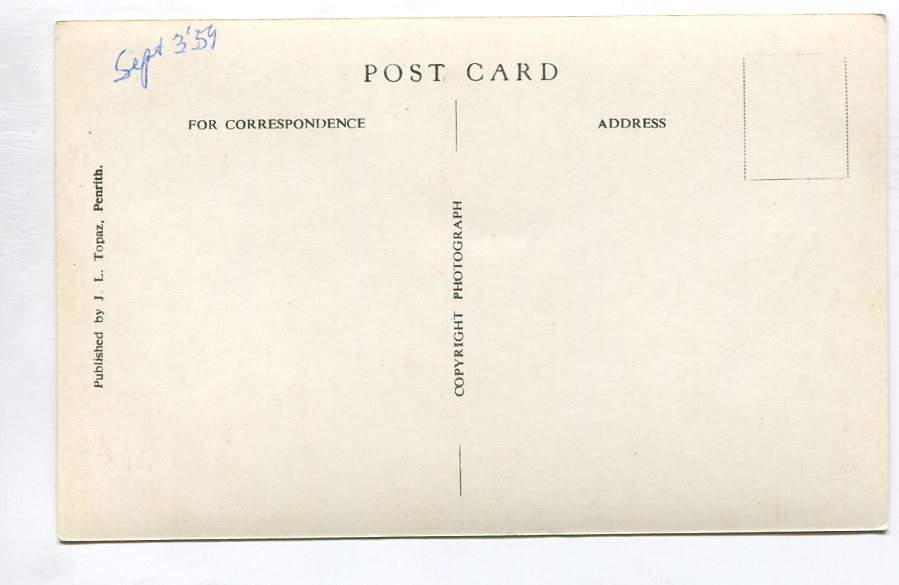 Sept 3 '59
POST CARD
FOR CORRESPONDENCE
ADDRESS
Published by J. L. Topaz, Penrith.
COPYRIGHT PHOTOGRAPH